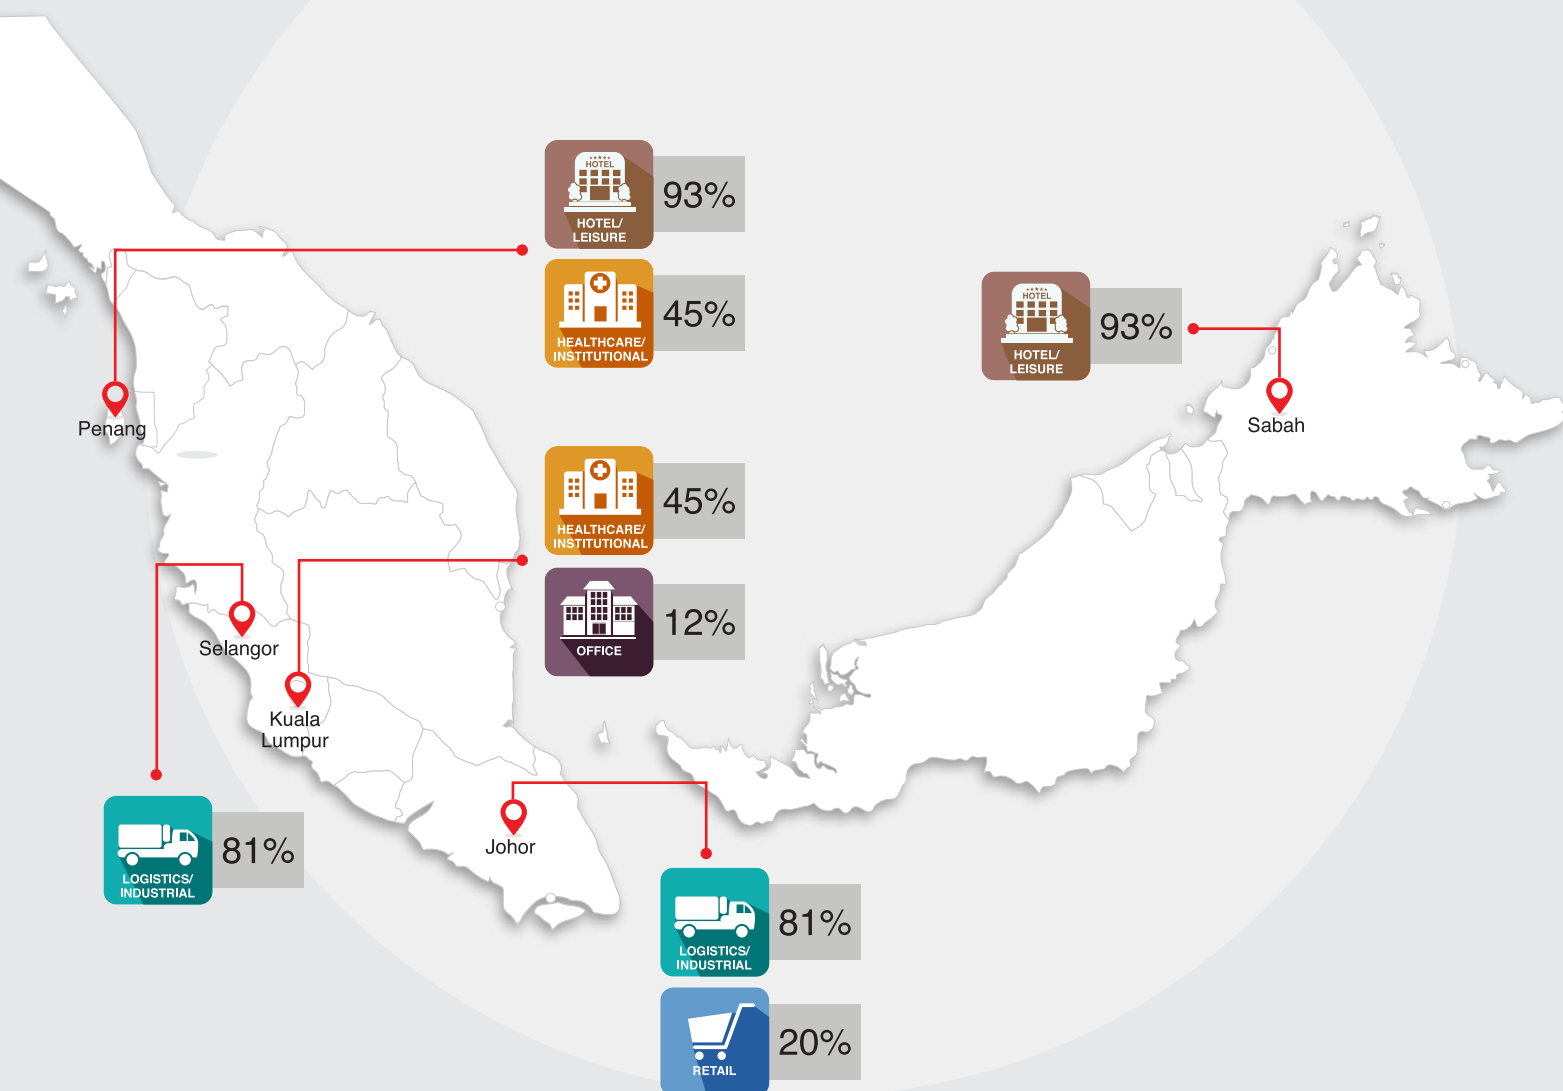 HOTEL
HOTEL/
LEISURE
93%
HEALTHCARE/
INSTITUTIONAL
45%
Penang
HOTEL
HOTEL/
LEISURE
93%
Sabah
HEALTHCARE/
INSTITUTIONAL
45%
OFFICE
12%
Selangor
Kuala
Lumpur
LOGISTICS/
INDUSTRIAL
81%
Johor
LOGISTICS/
INDUSTRIAL
81%
RETAIL
20%